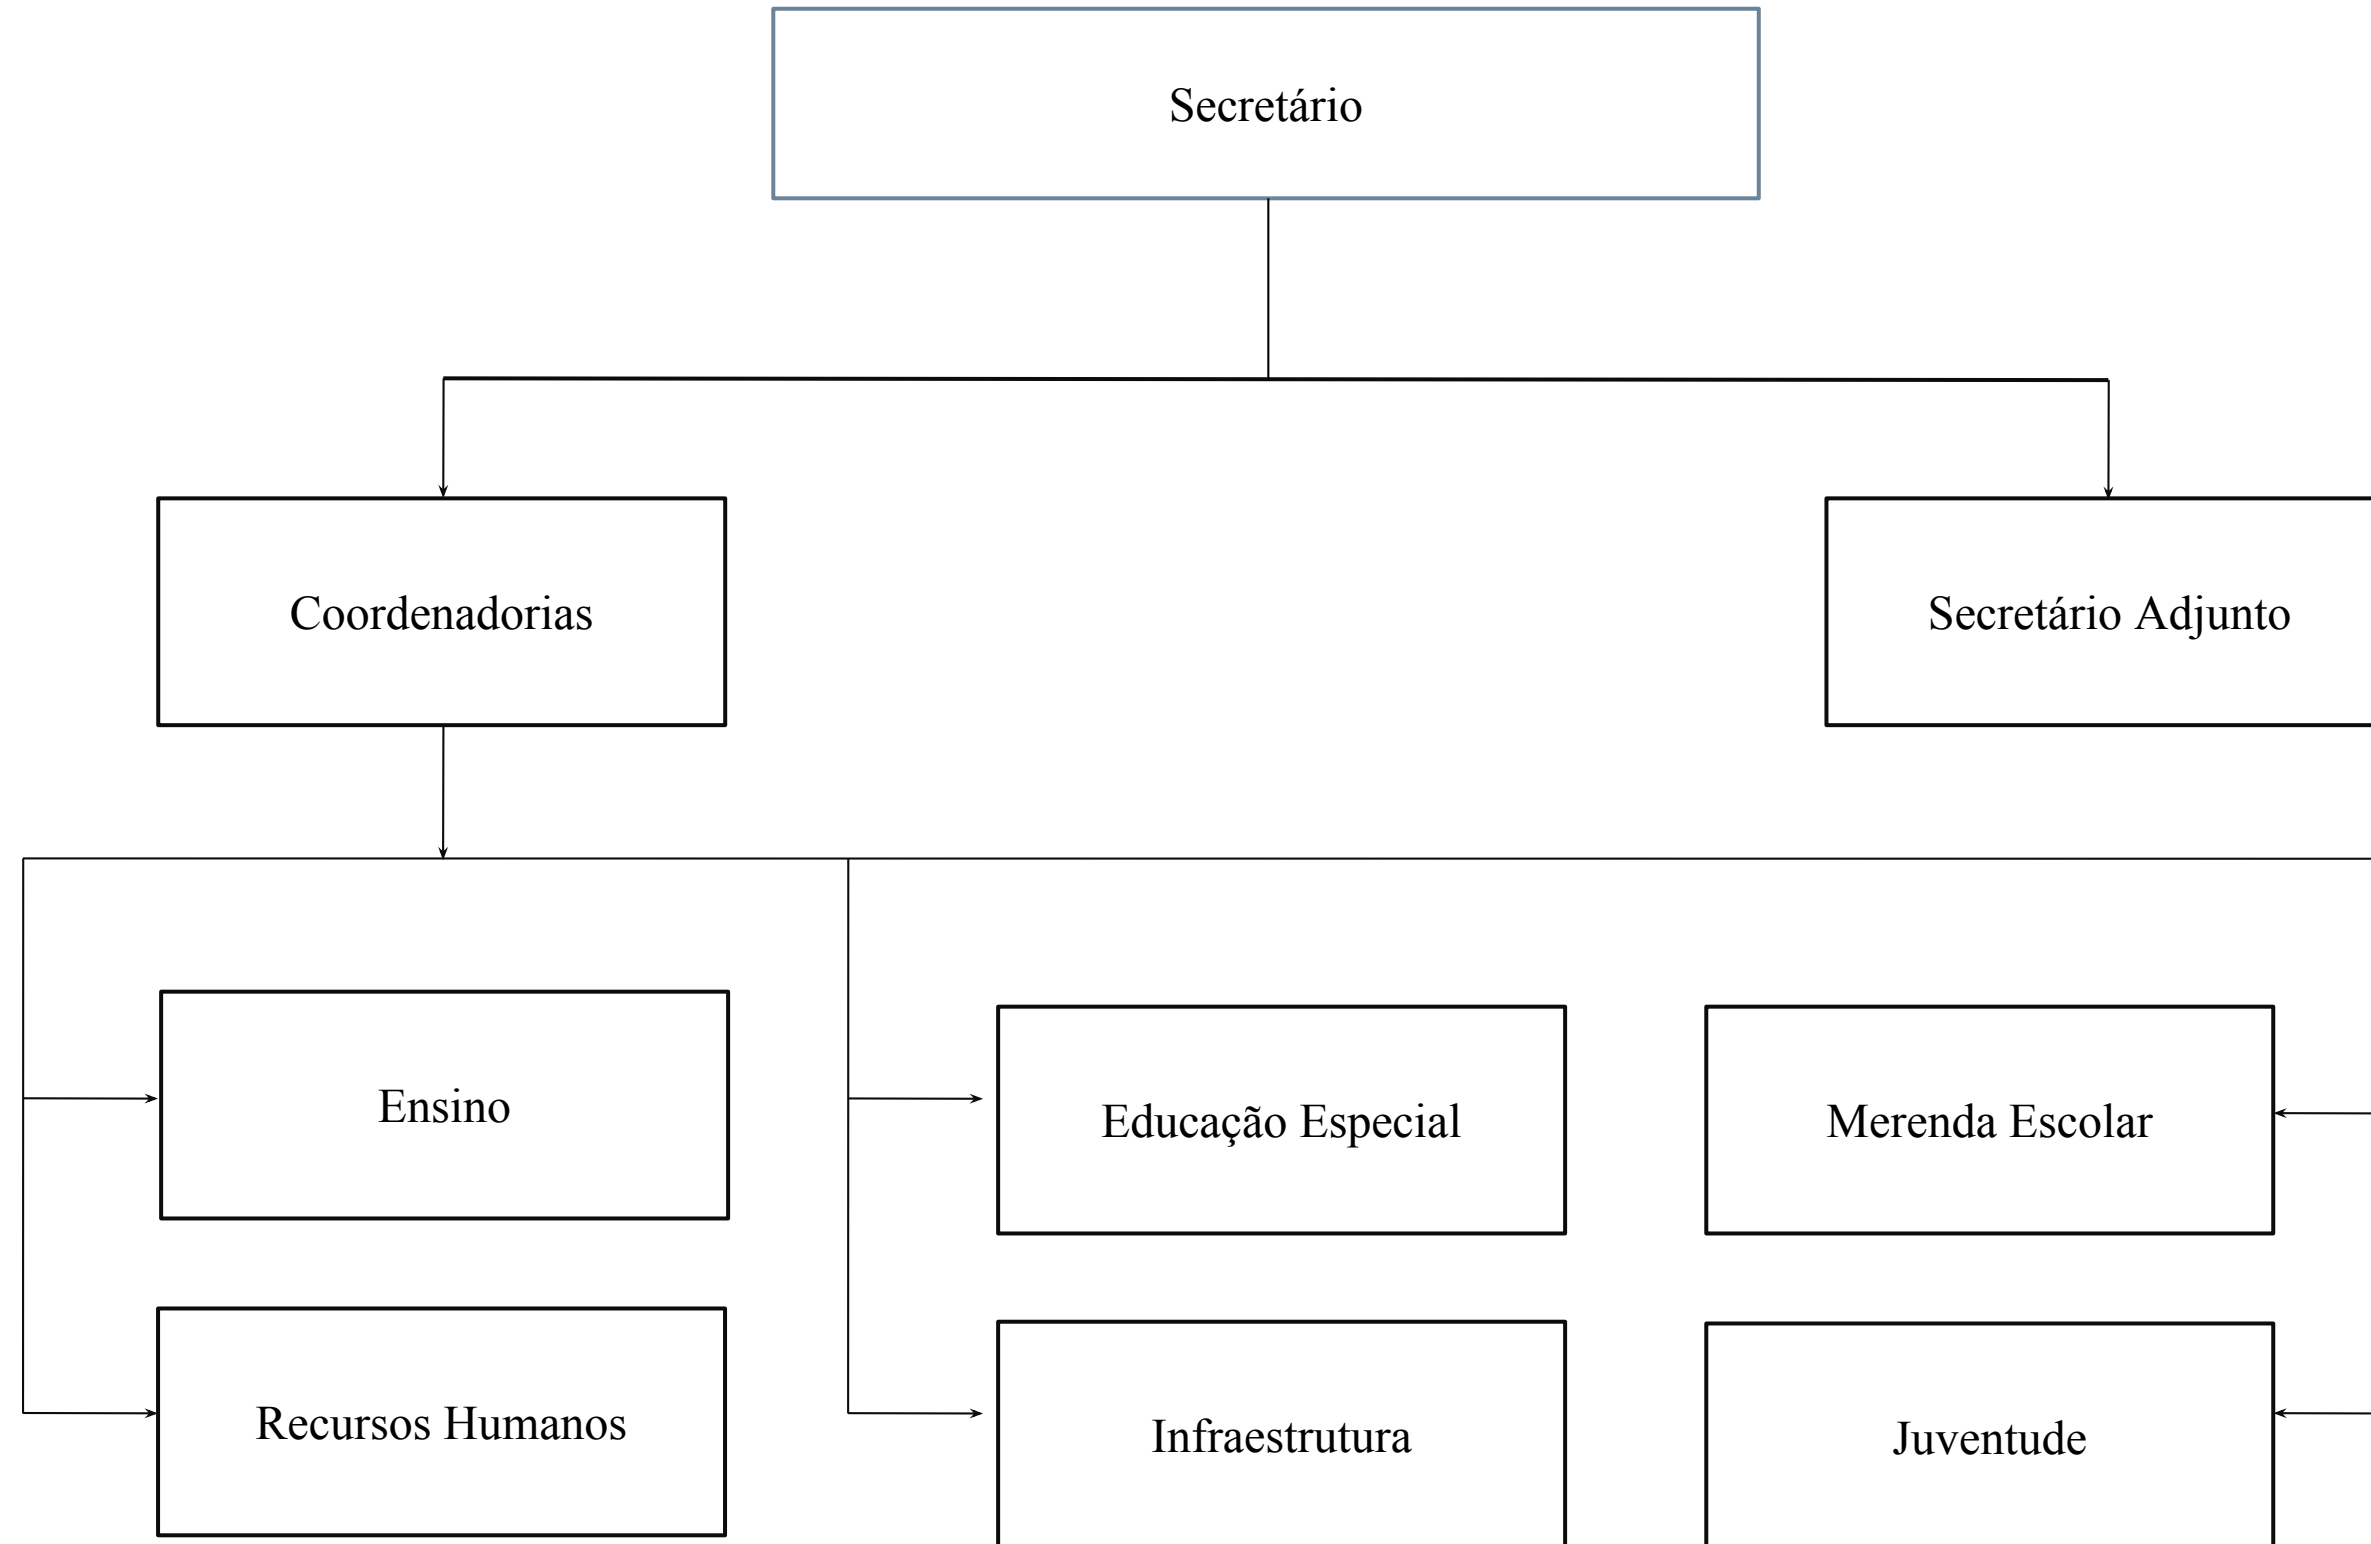 Secretário
Coordenadorias
Secretário Adjunto
Ensino
Educação Especial
Merenda Escolar
Recursos Humanos
Infraestrutura
Juventude